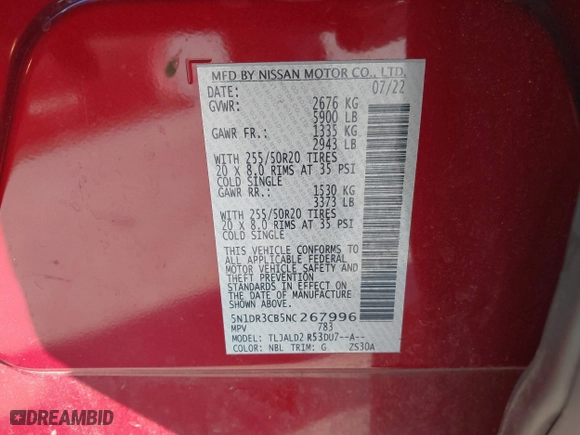 MFD BY NISSAN MOTOR CO., LTD.
DATE: 07/22
GVWR: 2676 KG
5900 LB
GAWR FR.: 1335 KG
2943 LB
WITH 255/50R20 TIRES
20 X 8.0 RIMS AT 35 PSI
COLD SINGLE
GAWR RR.: 1530 KG
3373 LB
WITH 255/50R20 TIRES
20 X 8.0 RIMS AT 35 PSI
COLD SINGLE
THIS VEHICLE CONFORMS TO
ALL APPLICABLE FEDERAL
MOTOR VEHICLE SAFETY AND
THEFT PREVENTION
STANDARDS IN EFFECT ON
THE DATE OF MANUFACTURE
SHOWN ABOVE.
5N1DR3CB5NC267996
MPV 783
MODEL: TLJALD2 R53DU7--A--
COLOR: NBL TRIM: G ZS30A
DREAMBID